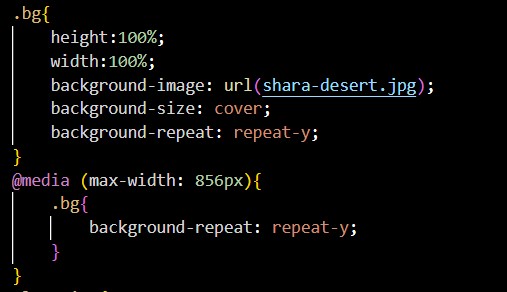 .bg{
    height:100%;
    width:100%;
    background-image: url(shara-desert.jpg);
    background-size: cover;
    background-repeat: repeat-y;
}
@media (max-width: 856px){
    .bg{
        background-repeat: repeat-y;
    }
}